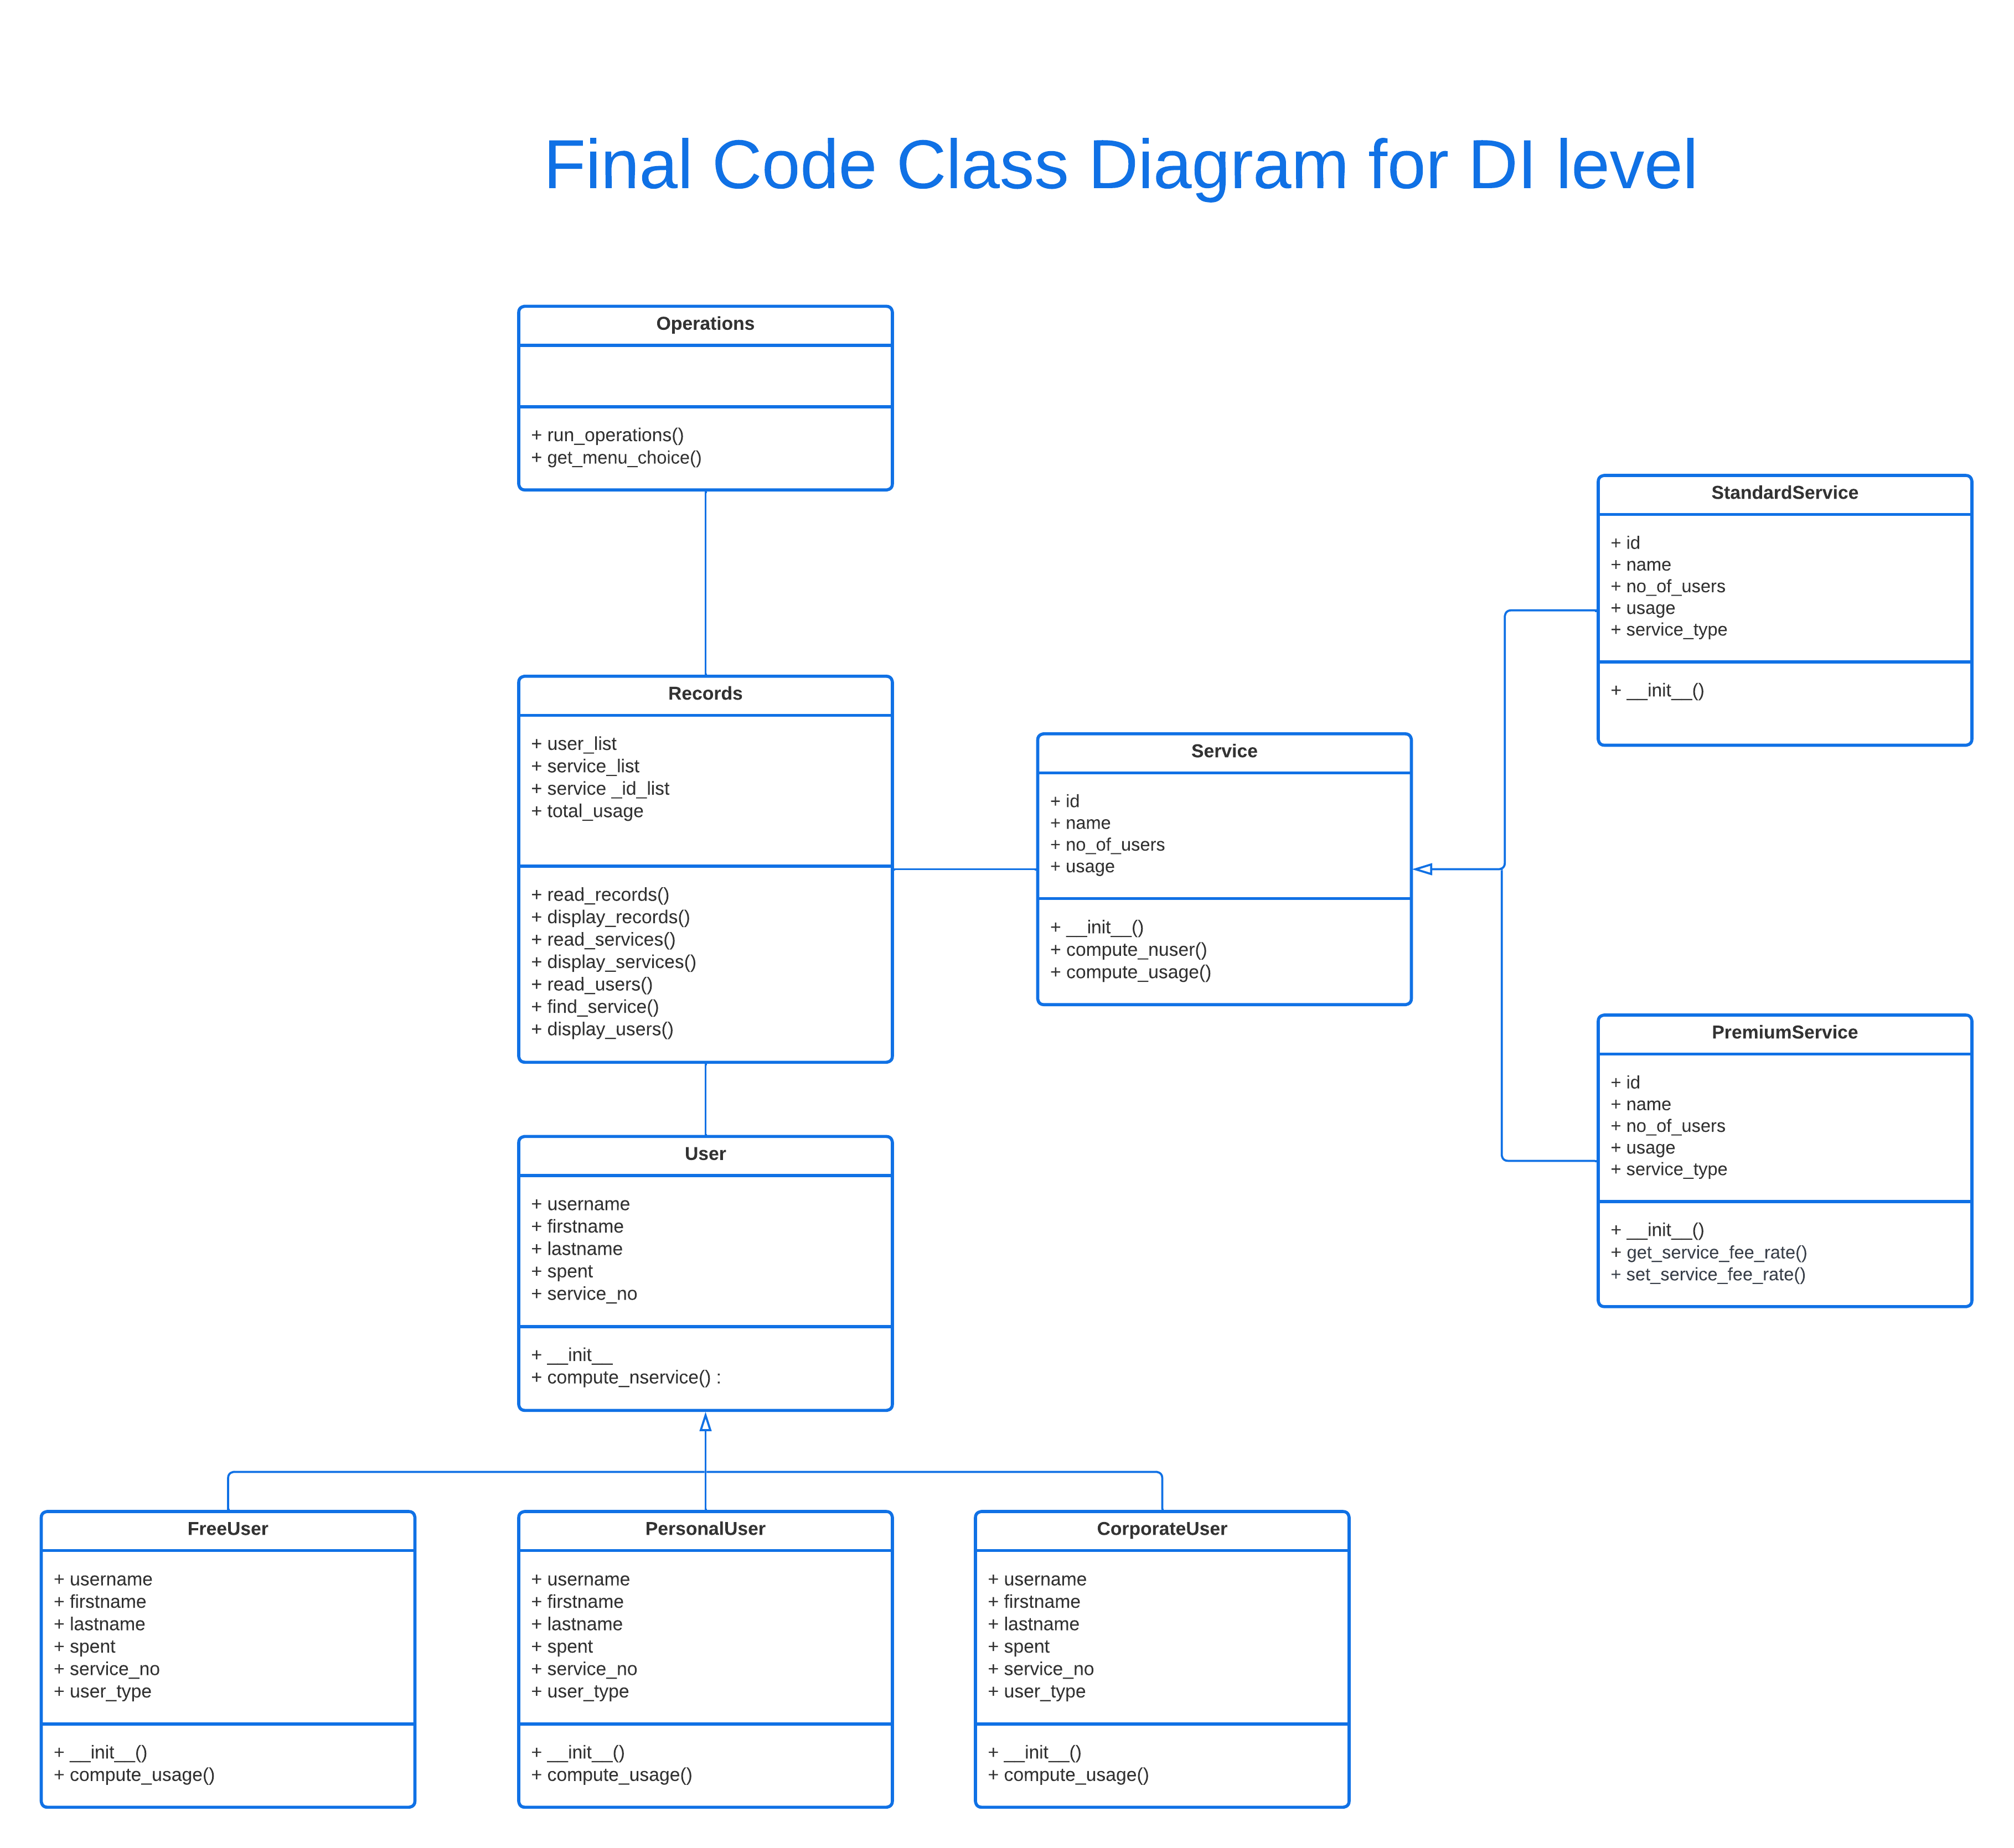 Final Code Class Diagram for DI level
Operations
+ run_operations()
+ get_menu_choice()
Records
+ user_list
+ service_list
+ service _id_list
+ total_usage
+ read_records()
+ display_records()
+ read_services()
+ display_services()
+ read_users()
+ find_service()
+ display_users()
Service
+ id
+ name
+ no_of_users
+ usage
+ __init__()
+ compute_nuser()
+ compute_usage()
StandardService
+ id
+ name
+ no_of_users
+ usage
+ service_type
+ __init__()
PremiumService
+ id
+ name
+ no_of_users
+ usage
+ service_type
+ __init__()
+ get_service_fee_rate()
+ set_service_fee_rate()
User
+ username
+ firstname
+ lastname
+ spent
+ service_no
+ __init__
+ compute_nservice() :
FreeUser
+ username
+ firstname
+ lastname
+ spent
+ service_no
+ user_type
+ __init__()
+ compute_usage()
PersonalUser
+ username
+ firstname
+ lastname
+ spent
+ service_no
+ user_type
+ __init__()
+ compute_usage()
CorporateUser
+ username
+ firstname
+ lastname
+ spent
+ service_no
+ user_type
+ __init__()
+ compute_usage()